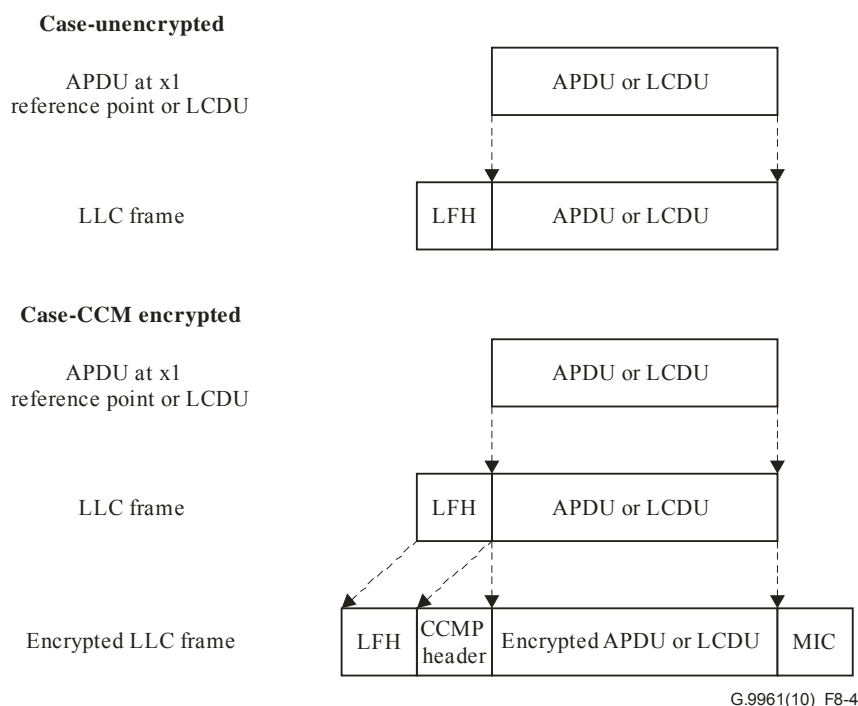 Case-unencrypted
APDU at x1
reference point or LCDU
APDU or LCDU
LLC frame
LFH
APDU or LCDU
Case-CCM encrypted
APDU at x1
reference point or LCDU
APDU or LCDU
LLC frame
LFH
APDU or LCDU
Encrypted LLC frame
LFH
CCMP
header
Encrypted APDU or LCDU
MIC
G.9961(10)_F8-4